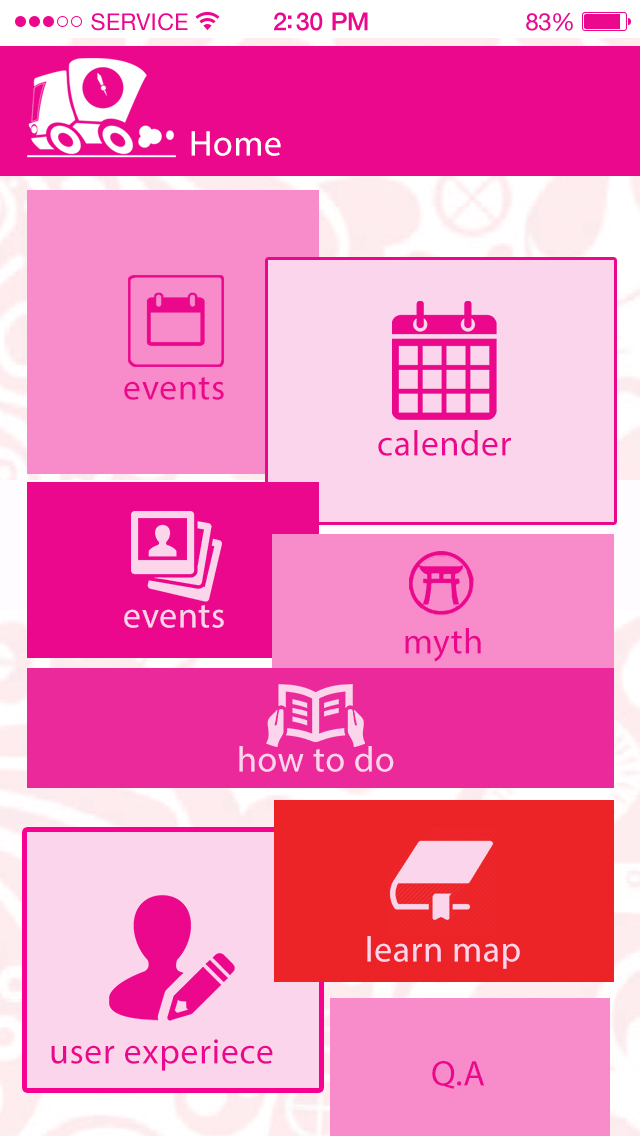 SERVICE 2:30 PM 83%
Home
events
calender
events
myth
how to do
learn map
user experiece
Q.A